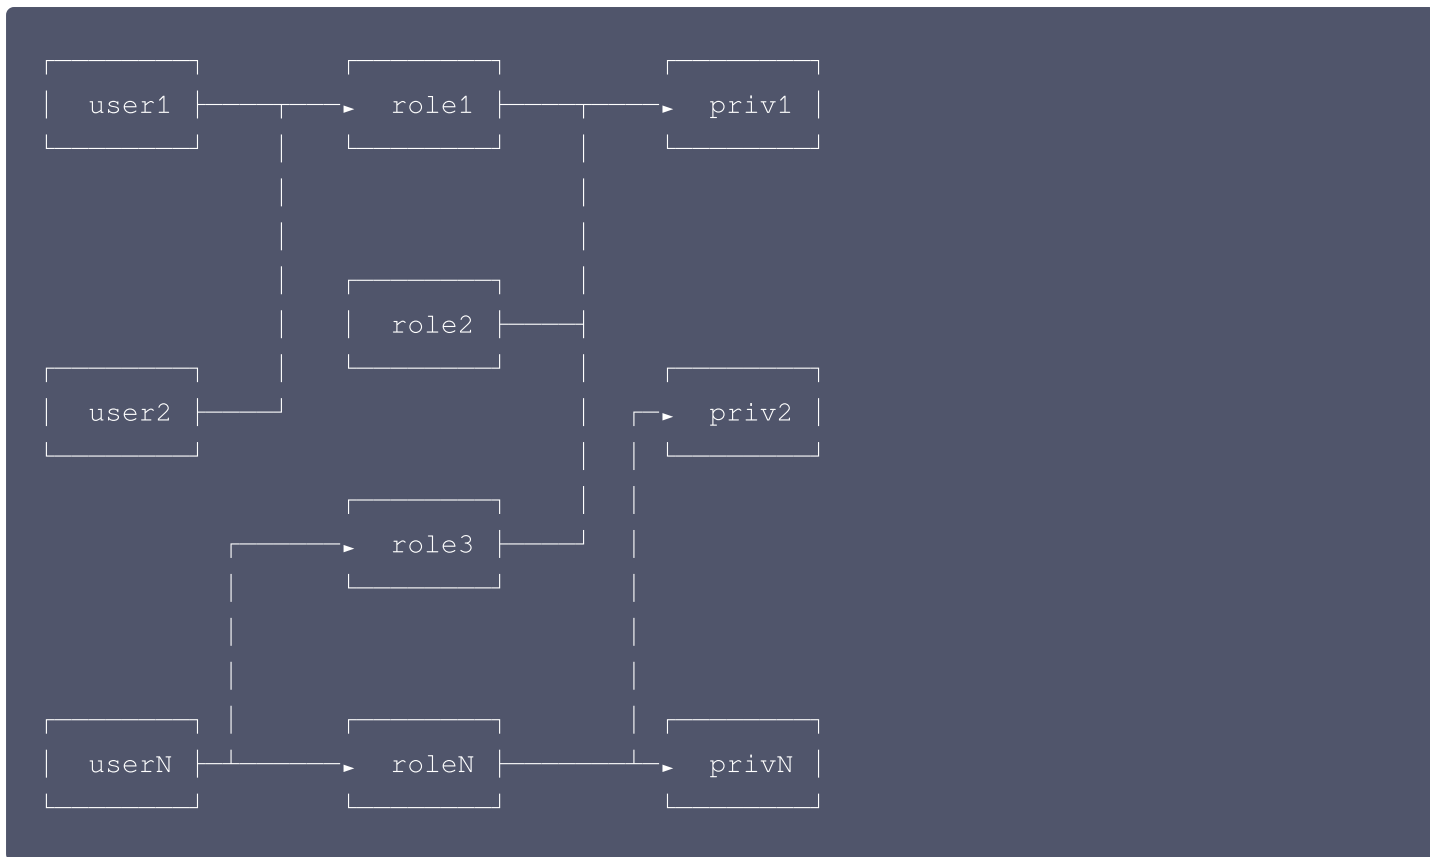 user1 role1 priv1
role2
user2 priv2
role3
userN roleN privN